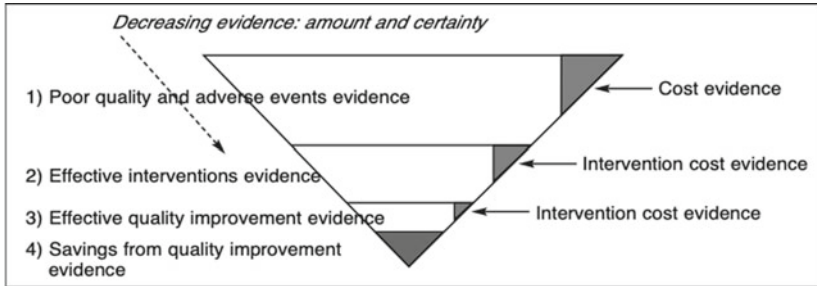 Decreasing evidence: amount and certainty
1) Poor quality and adverse events evidence
Cost evidence
2) Effective interventions evidence
Intervention cost evidence
3) Effective quality improvement evidence
Intervention cost evidence
4) Savings from quality improvement
evidence